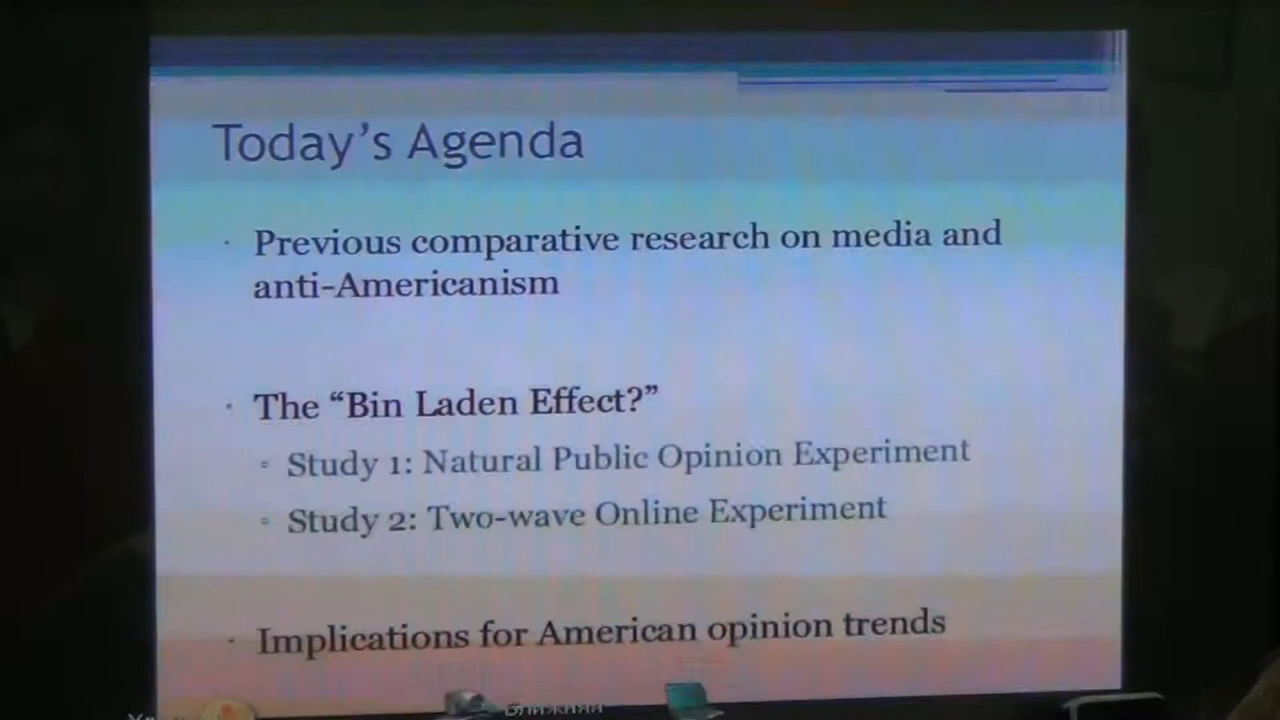 Today's Agenda
· Previous comparative research on media and
anti-Americanism
· The “Bin Laden Effect?”
▫ Study 1: Natural Public Opinion Experiment
▫ Study 2: Two-wave Online Experiment
· Implications for American opinion trends